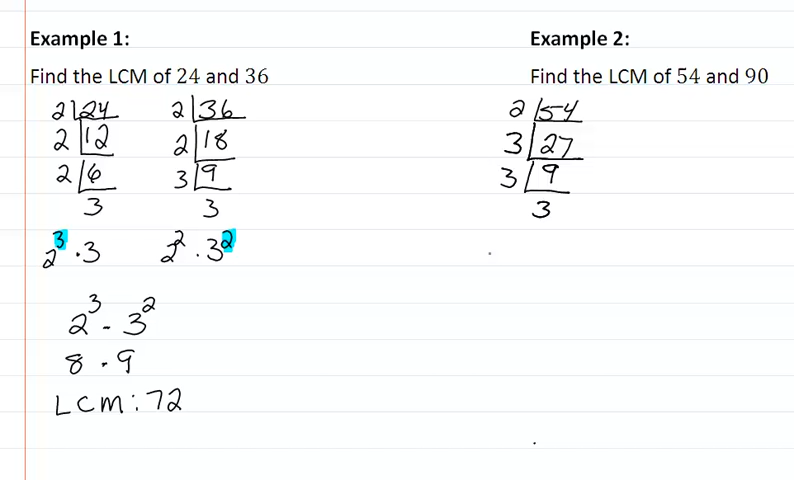 Example 1:
Find the LCM of 24 and 36
2 24 2 36
2 12 2 18
2 6 3 9
3 3
2³ · 3 2² · 3²
2³ · 3²
8 · 9
LCM: 72
Example 2:
Find the LCM of 54 and 90
2 54
3 27
3 9
3